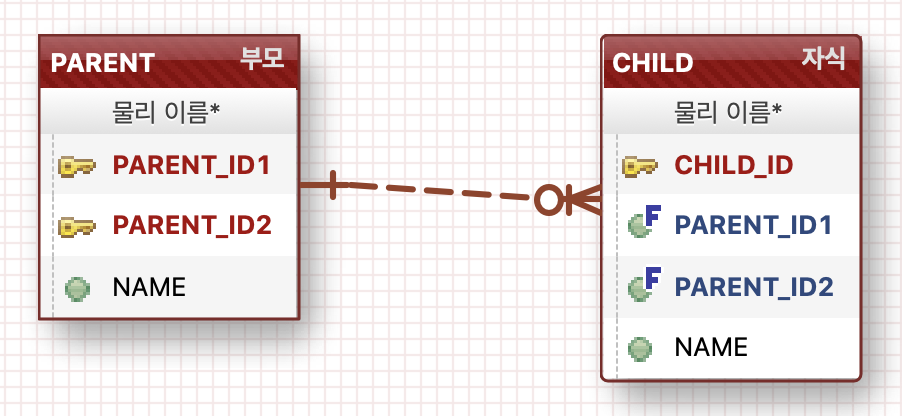 PARENT 부모
물리 이름*
PARENT_ID1
PARENT_ID2
NAME
CHILD 자식
물리 이름*
CHILD_ID
F PARENT_ID1
F PARENT_ID2
NAME